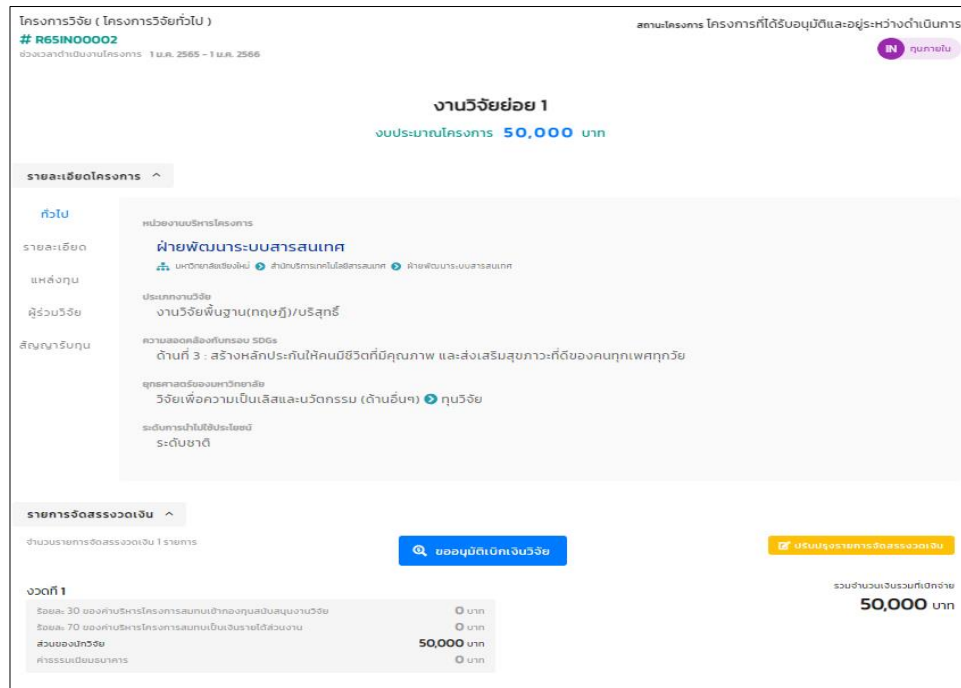 โครงการวิจัย ( โครงการวิจัยทั่วไป )
สถานะโครงการ โครงการที่ได้รับอนุมัติและอยู่ระหว่างดำเนินการ
# R65IN00002
ช่วงเวลาดำเนินงานโครงการ 1 ม.ค. 2565 - 1 ม.ค. 2566
IN ทุนภายใน
งานวิจัยย่อย 1
งบประมาณโครงการ 50,000 บาท
รายละเอียดโครงการ
ทั่วไป
รายละเอียด
แหล่งทุน
ผู้ร่วมวิจัย
สัญญารับทุน
หน่วยงานบริหารโครงการ
ฝ่ายพัฒนาระบบสารสนเทศ
มหาวิทยาลัยเชียงใหม่ สำนักบริการเทคโนโลยีสารสนเทศ ฝ่ายพัฒนาระบบสารสนเทศ
ประเภทงานวิจัย
งานวิจัยพื้นฐาน(ทฤษฎี)/บริสุทธิ์
ความสอดคล้องกับกรอบ SDGs
ด้านที่ 3 : สร้างหลักประกันให้คนมีชีวิตที่มีคุณภาพ และส่งเสริมสุขภาวะที่ดีของคนทุกเพศทุกวัย
ยุทธศาสตร์ของมหาวิทยาลัย
วิจัยเพื่อความเป็นเลิศและนวัตกรรม (ด้านอื่นๆ) ทุนวิจัย
ระดับการนำไปใช้ประโยชน์
ระดับชาติ
รายการจัดสรรงวดเงิน
จำนวนรายการจัดสรรงวดเงิน 1 รายการ
ขออนุมัติเบิกเงินวิจัย
ปรับปรุงรายการจัดสรรงวดเงิน
งวดที่ 1
รวมจำนวนเงินรวมที่เบิกจ่าย
50,000 บาท
ร้อยละ 30 ของค่าบริหารโครงการสมทบเข้ากองทุนสนับสนุนงานวิจัย 0 บาท
ร้อยละ 70 ของค่าบริหารโครงการสมทบเป็นเงินรายได้ส่วนงาน 0 บาท
ส่วนของนักวิจัย 50,000 บาท
ค่าธรรมเนียมธนาคาร 0 บาท